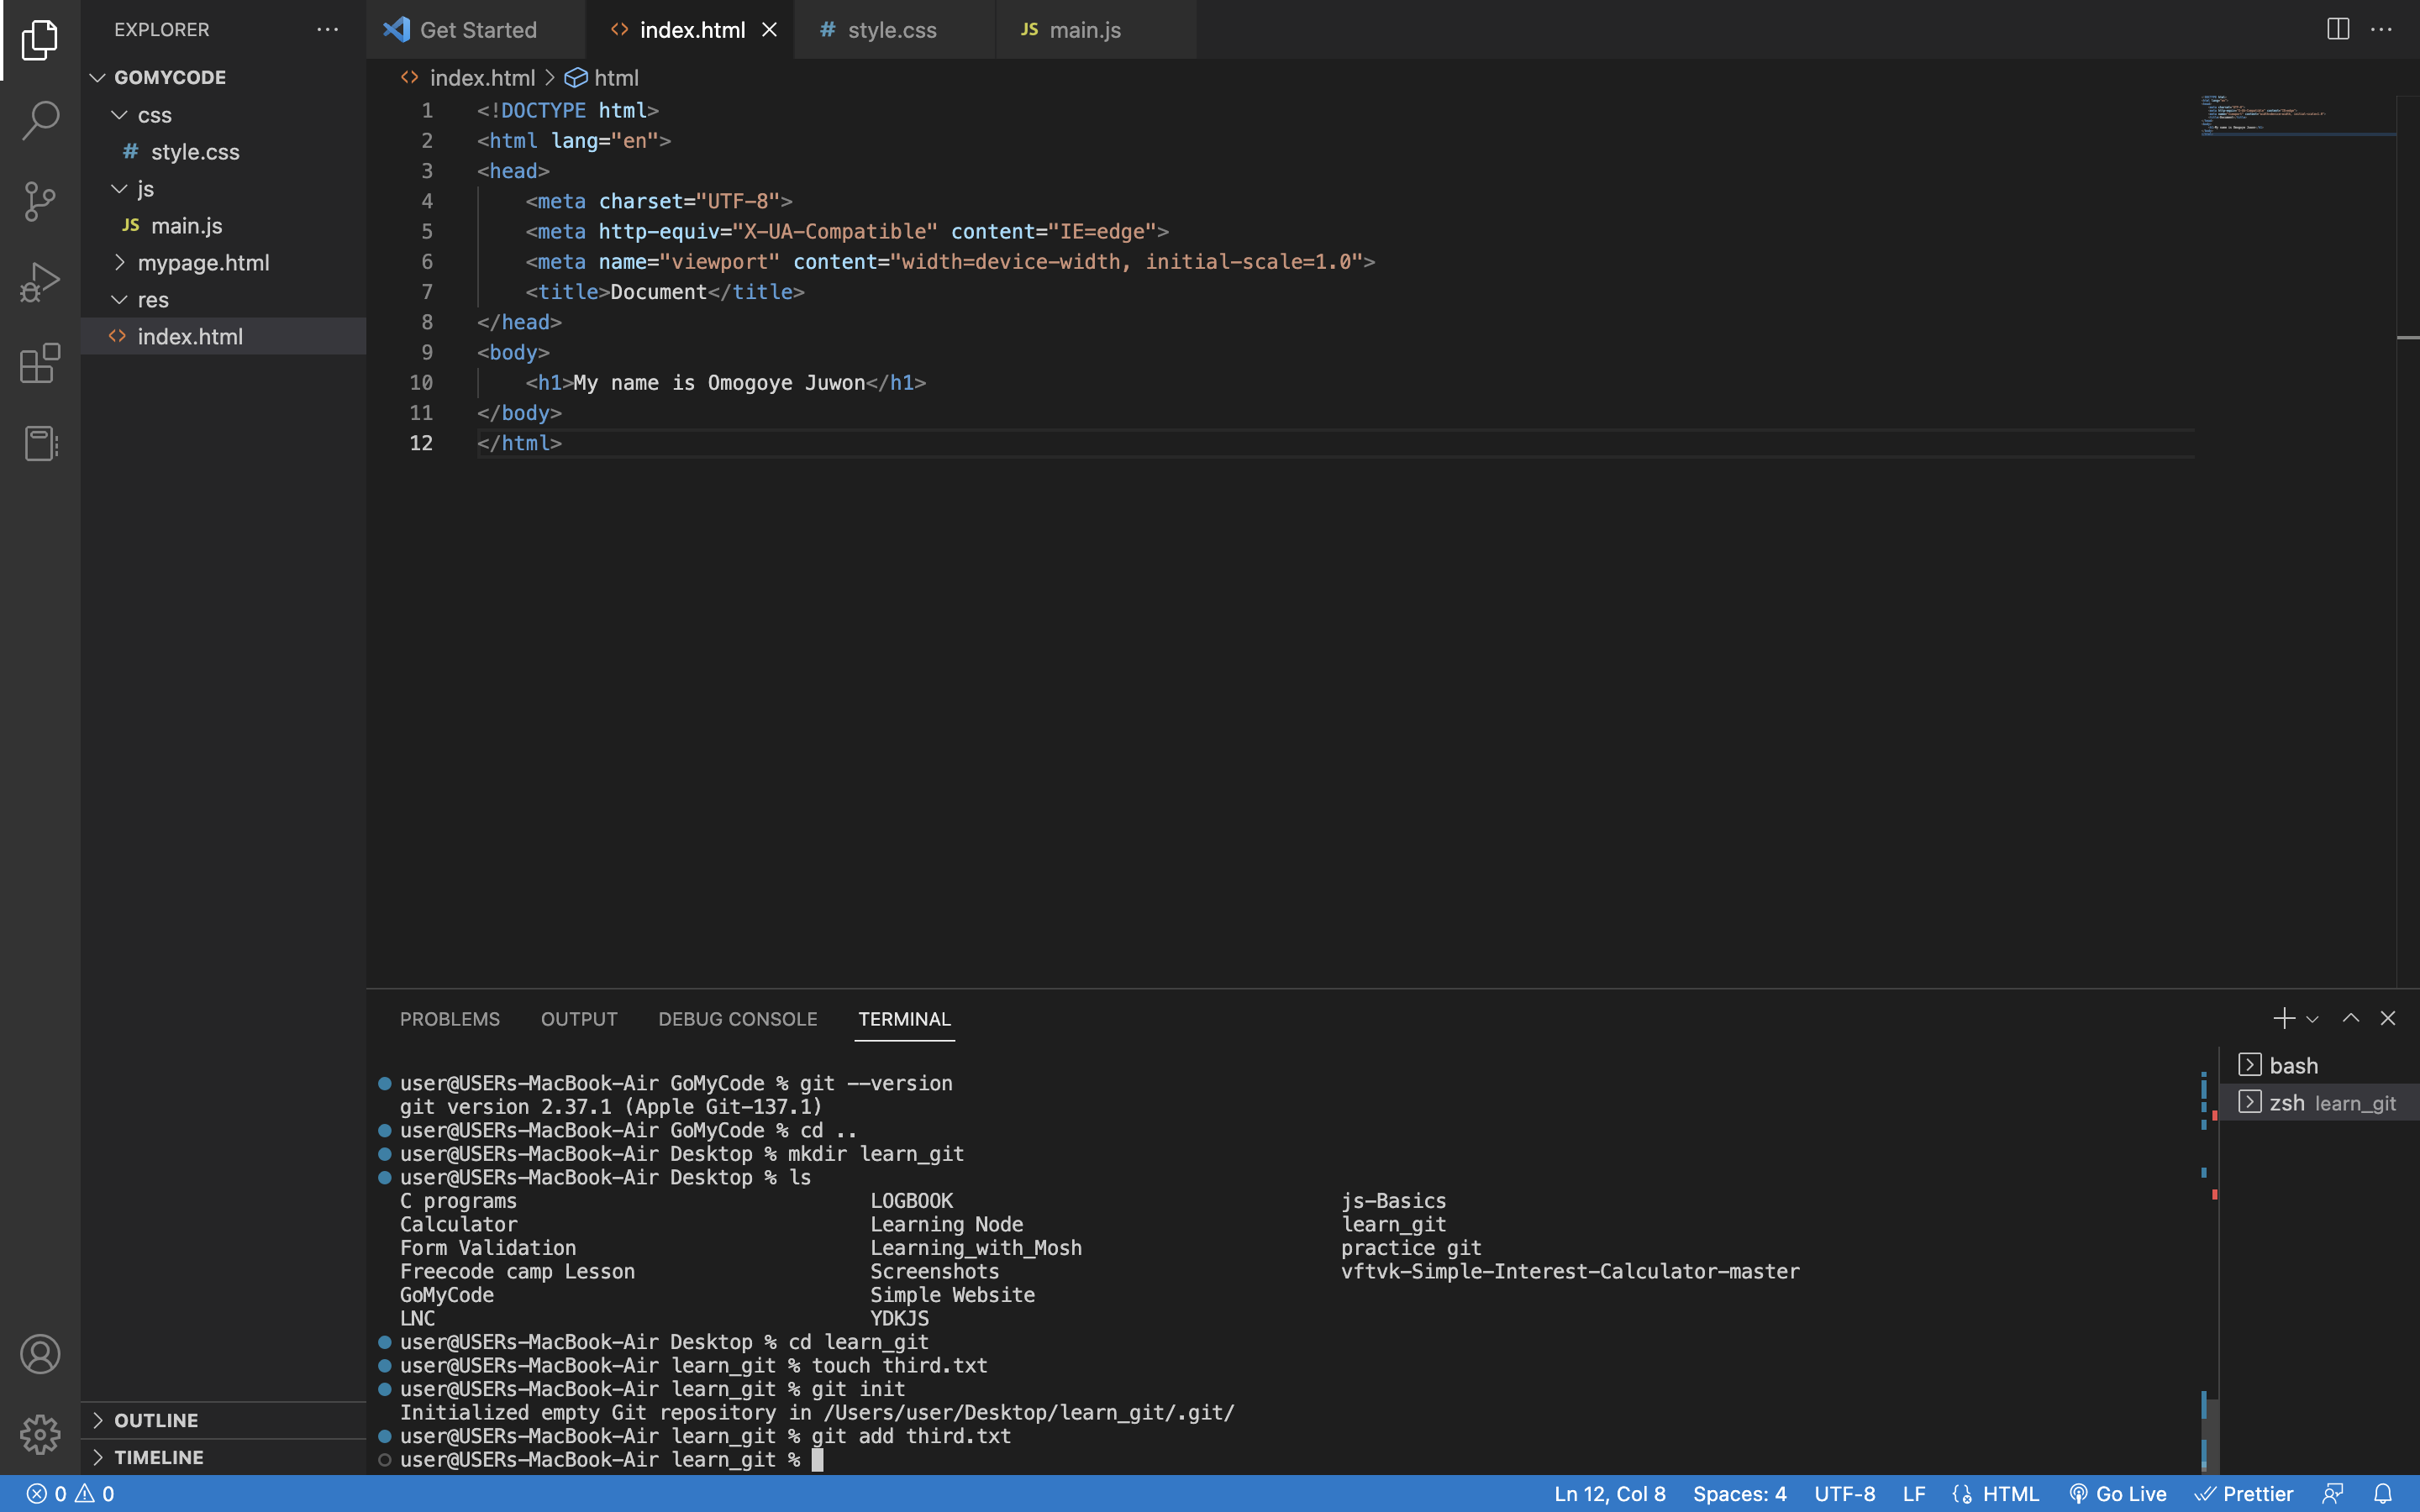 EXPLORER
GOMYCODE
css
# style.css
js
JS main.js
mypage.html
res
<> index.html
OUTLINE
TIMELINE
Get Started
<> index.html
# style.css
JS main.js
<> index.html > html
1 <!DOCTYPE html>
2 <html lang="en">
3 <head>
4     <meta charset="UTF-8">
5     <meta http-equiv="X-UA-Compatible" content="IE=edge">
6     <meta name="viewport" content="width=device-width, initial-scale=1.0">
7     <title>Document</title>
8 </head>
9 <body>
10     <h1>My name is Omogoye Juwon</h1>
11 </body>
12 </html>
PROBLEMS OUTPUT DEBUG CONSOLE TERMINAL
user@USERs-MacBook-Air GoMyCode % git --version
git version 2.37.1 (Apple Git-137.1)
user@USERs-MacBook-Air GoMyCode % cd ..
user@USERs-MacBook-Air Desktop % mkdir learn_git
user@USERs-MacBook-Air Desktop % ls
C programs LOGBOOK js-Basics
Calculator Learning Node learn_git
Form Validation Learning_with_Mosh practice git
Freecode camp Lesson Screenshots vftvk-Simple-Interest-Calculator-master
GoMyCode Simple Website
LNC YDKJS
user@USERs-MacBook-Air Desktop % cd learn_git
user@USERs-MacBook-Air learn_git % touch third.txt
user@USERs-MacBook-Air learn_git % git init
Initialized empty Git repository in /Users/user/Desktop/learn_git/.git/
user@USERs-MacBook-Air learn_git % git add third.txt
user@USERs-MacBook-Air learn_git %
bash
zsh learn_git
0 0 Ln 12, Col 8 Spaces: 4 UTF-8 LF HTML Go Live Prettier